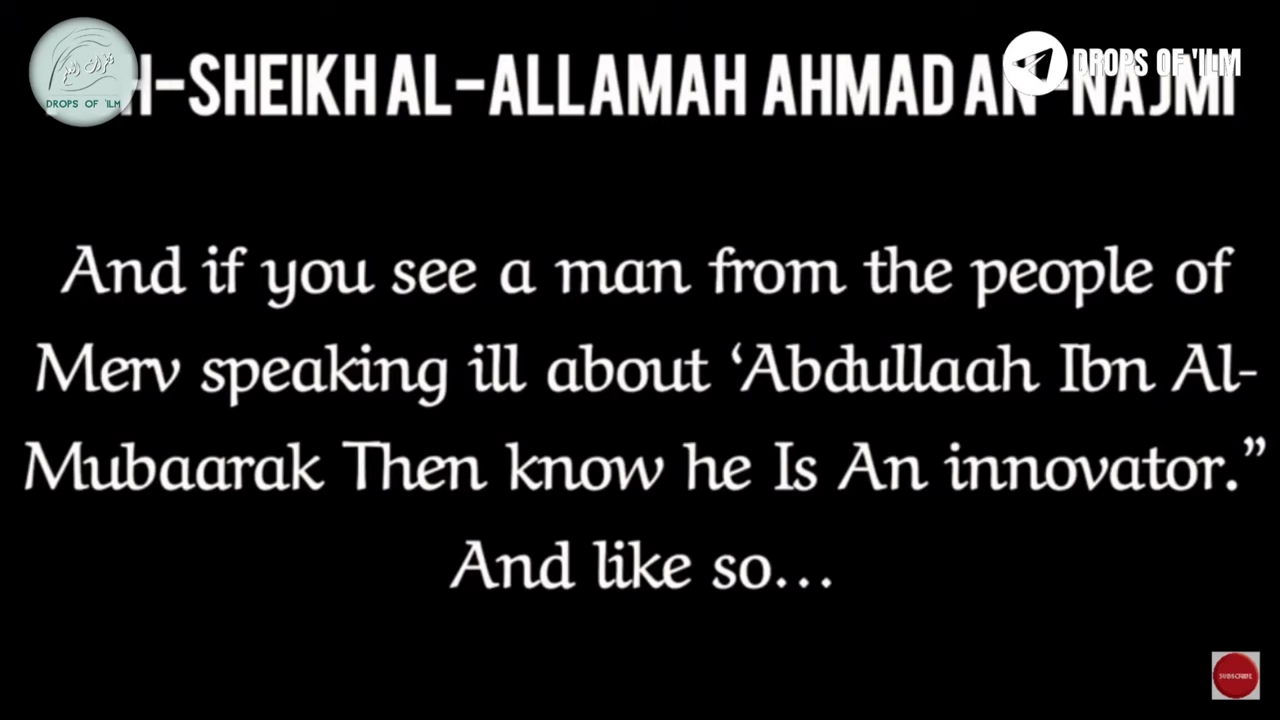 DROPS OF 'ILM
H-SHEIKH AL-ALLAMAH AHMAD AN-NAJMI
DROPS OF 'ILM
And if you see a man from the people of
Merv speaking ill about ‘Abdullaah Ibn Al-
Mubaarak Then know he Is An innovator.”
And like so...
SUBSCRIBE